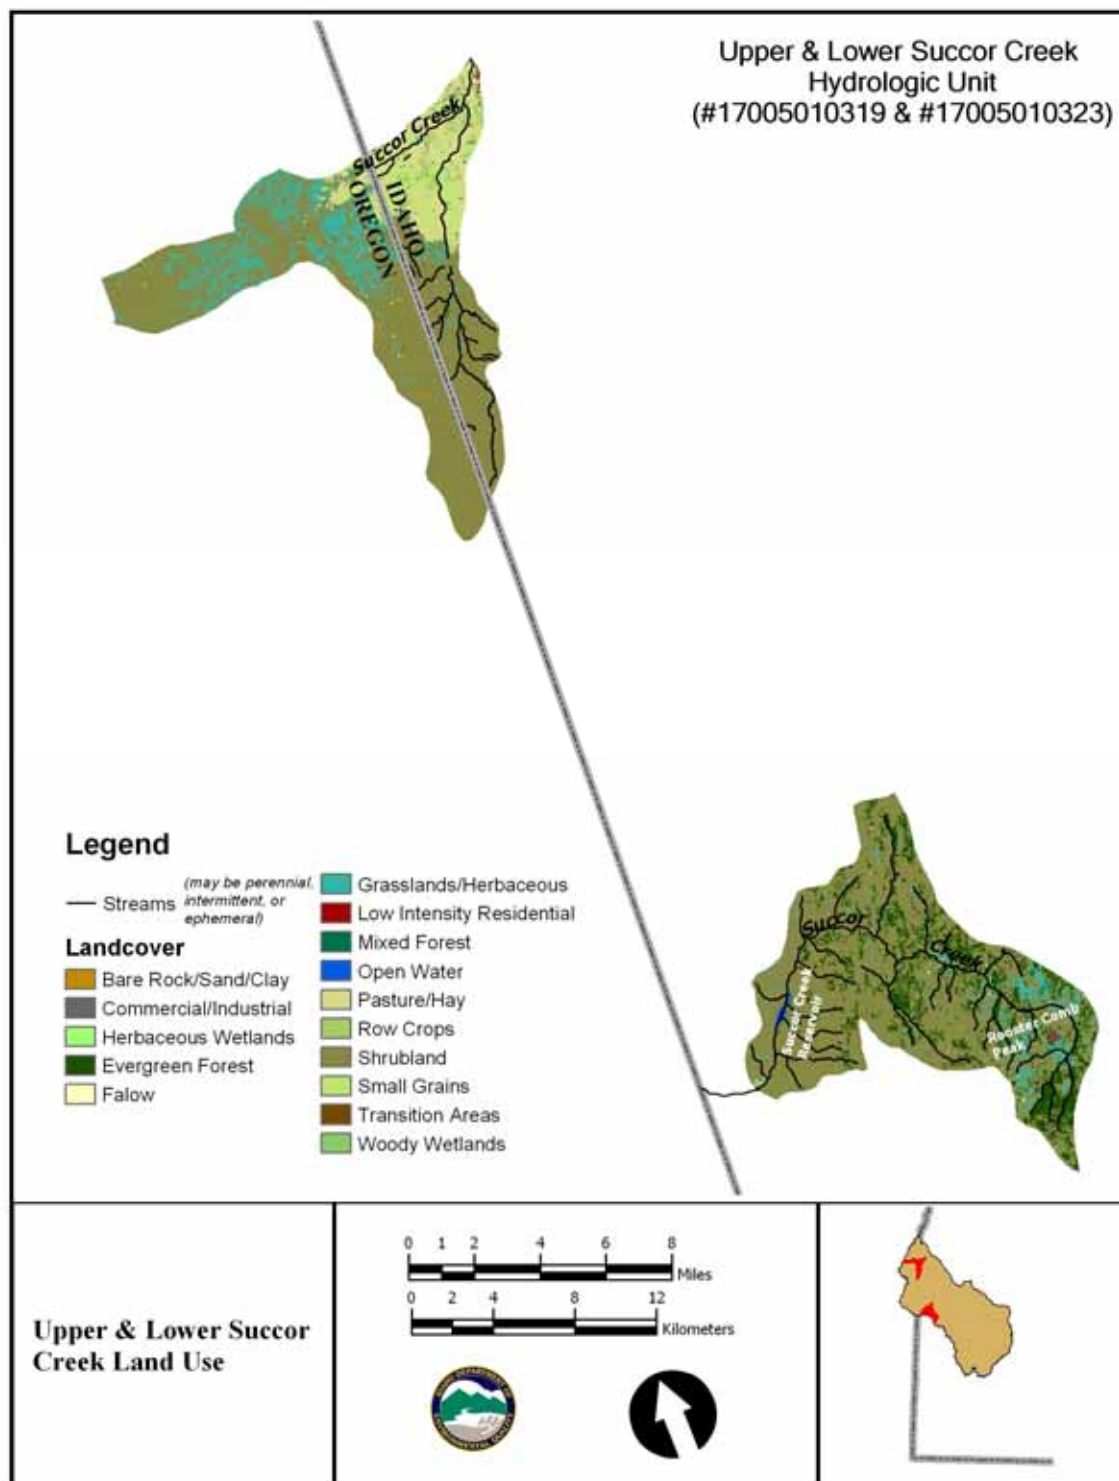 Upper & Lower Succor Creek
Hydrologic Unit
(#17005010319 & #17005010323)
Succor Creek
IDAHO
OREGON
Succor
Creek
Succor Creek
Reservoir
Rooster Comb
Peak
Legend
Streams
(may be perennial,
intermittent, or
ephemeral)
Landcover
Bare Rock/Sand/Clay
Commercial/Industrial
Herbaceous Wetlands
Evergreen Forest
Falow
Grasslands/Herbaceous
Low Intensity Residential
Mixed Forest
Open Water
Pasture/Hay
Row Crops
Shrubland
Small Grains
Transition Areas
Woody Wetlands
Upper & Lower Succor
Creek Land Use
0 1 2 4 6 8
Miles
0 2 4 8 12
Kilometers